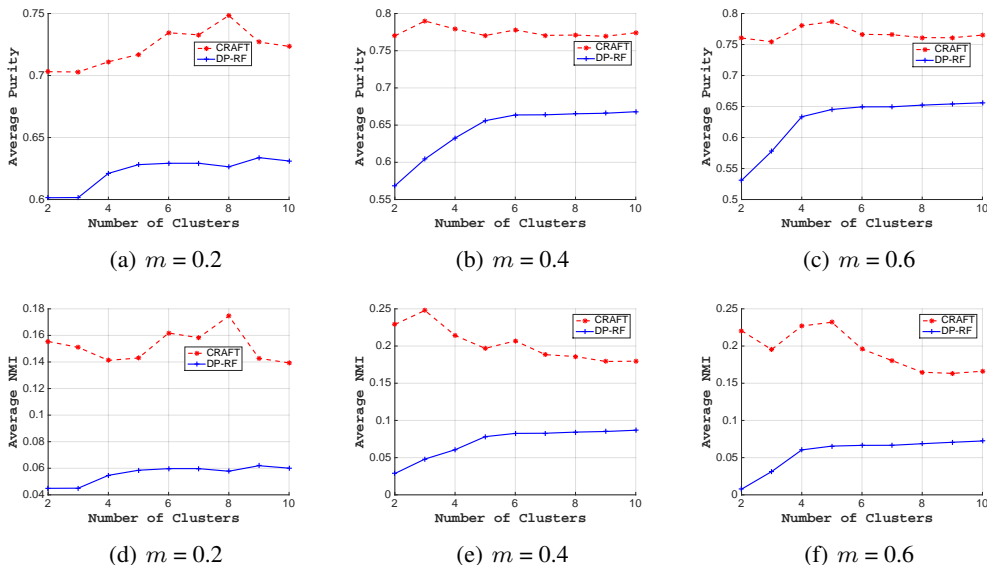 0.75
0.7
0.65
0.6
2
4
6
8
10
Average Purity
Number of Clusters
CRAFT
DP-RF
(a) m = 0.2
0.8
0.75
0.7
0.65
0.6
0.55
2
4
6
8
10
Average Purity
Number of Clusters
CRAFT
DP-RF
(b) m = 0.4
0.8
0.75
0.7
0.65
0.6
0.55
0.5
2
4
6
8
10
Average Purity
Number of Clusters
CRAFT
DP-RF
(c) m = 0.6
0.18
0.16
0.14
0.12
0.1
0.08
0.06
0.04
2
4
6
8
10
Average NMI
Number of Clusters
CRAFT
DP-RF
(d) m = 0.2
0.25
0.2
0.15
0.1
0.05
0
2
4
6
8
10
Average NMI
Number of Clusters
CRAFT
DP-RF
(e) m = 0.4
0.25
0.2
0.15
0.1
0.05
0
2
4
6
8
10
Average NMI
Number of Clusters
CRAFT
DP-RF
(f) m = 0.6